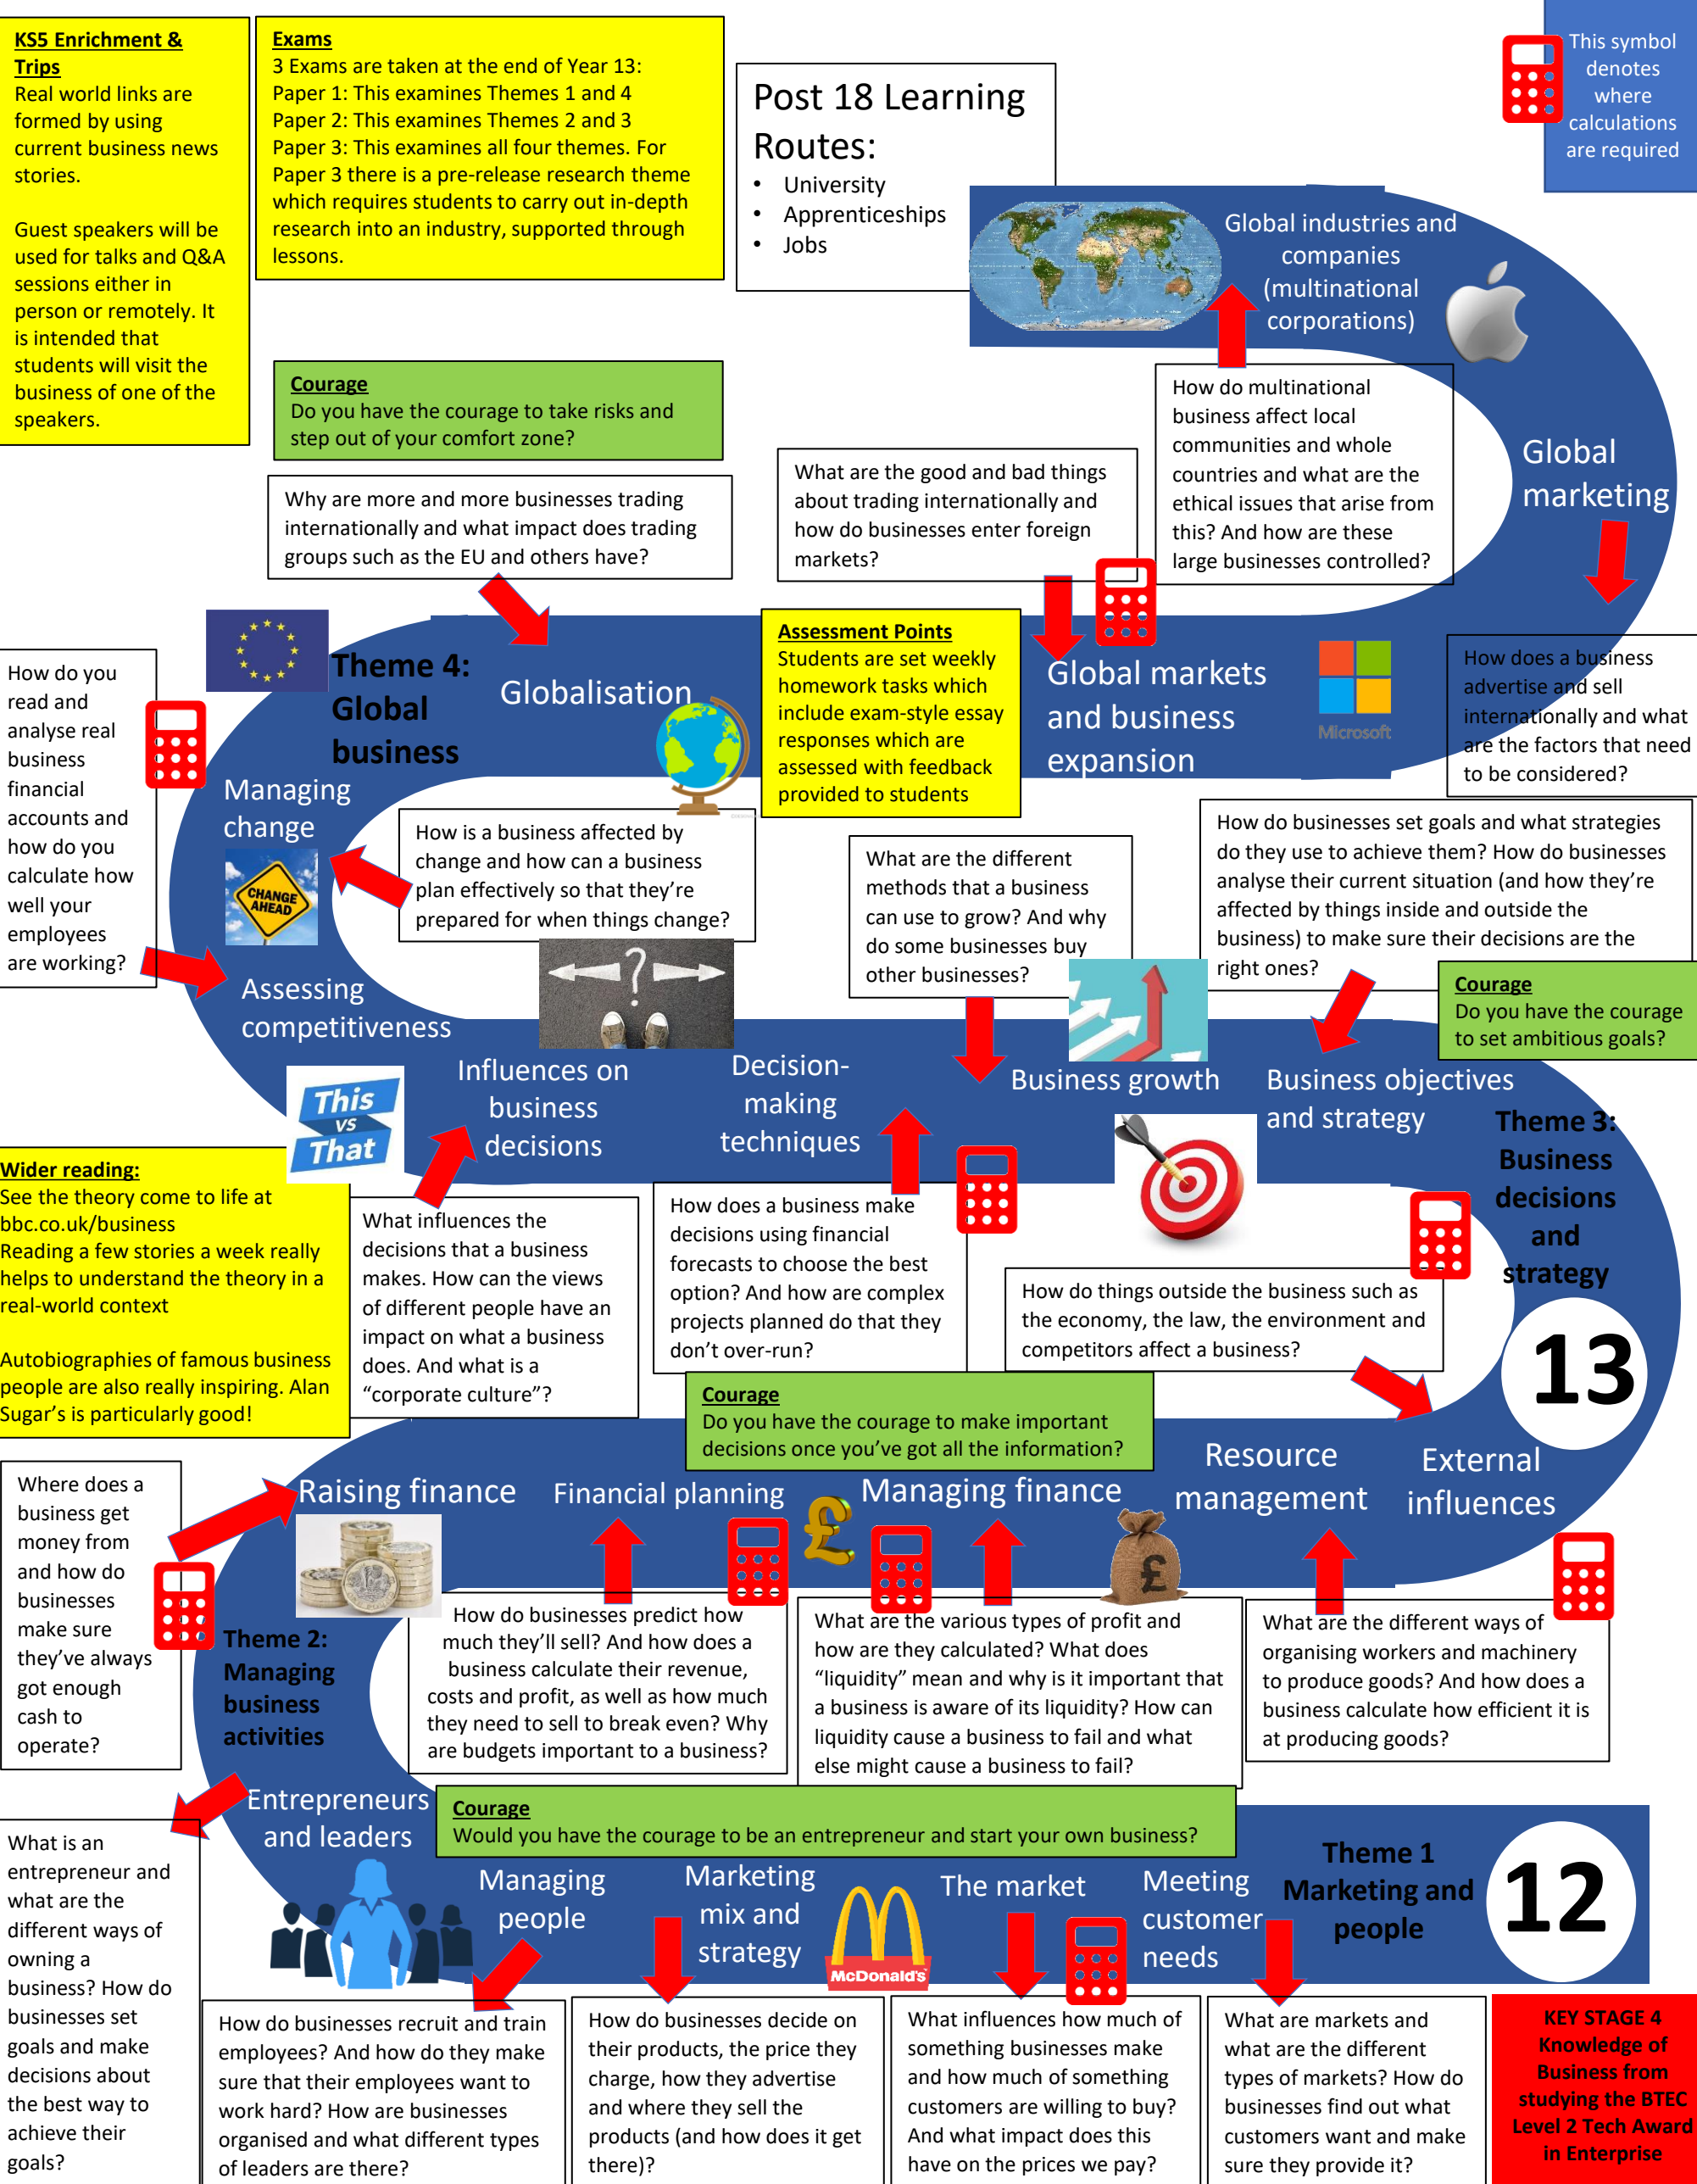 KS5 Enrichment &
Trips
Real world links are
formed by using
current business news
stories.
Guest speakers will be
used for talks and Q&A
sessions either in
person or remotely. It
is intended that
students will visit the
business of one of the
speakers.
Exams
3 Exams are taken at the end of Year 13:
Paper 1: This examines Themes 1 and 4
Paper 2: This examines Themes 2 and 3
Paper 3: This examines all four themes. For
Paper 3 there is a pre-release research theme
which requires students to carry out in-depth
research into an industry, supported through
lessons.
Post 18 Learning
Routes:
• University
• Apprenticeships
• Jobs
This symbol
denotes
where
calculations
are required
Global industries and
companies
(multinational
corporations)
Courage
Do you have the courage to take risks and
step out of your comfort zone?
How do multinational
business affect local
communities and whole
countries and what are the
ethical issues that arise from
this? And how are these
large businesses controlled?
Global
marketing
Why are more and more businesses trading
internationally and what impact does trading
groups such as the EU and others have?
What are the good and bad things
about trading internationally and
how do businesses enter foreign
markets?
How do you
read and
analyse real
business
financial
accounts and
how do you
calculate how
well your
employees
are working?
Theme 4:
Global
business
Globalisation
Assessment Points
Students are set weekly
homework tasks which
include exam-style essay
responses which are
assessed with feedback
provided to students
Global markets
and business
expansion
Microsoft
How does a business
advertise and sell
internationally and what
are the factors that need
to be considered?
Managing
change
CHANGE
AHEAD
How is a business affected by
change and how can a business
plan effectively so that they're
prepared for when things change?
What are the different
methods that a business
can use to grow? And why
do some businesses buy
other businesses?
How do businesses set goals and what strategies
do they use to achieve them? How do businesses
analyse their current situation (and how they're
affected by things inside and outside the
business) to make sure their decisions are the
right ones?
Courage
Do you have the courage
to set ambitious goals?
Assessing
competitiveness
?
This
vs
That
Influences on
business
decisions
Decision-
making
techniques
Business growth
Business objectives
and strategy
Theme 3:
Business
decisions
and
strategy
Wider reading:
See the theory come to life at
bbc.co.uk/business
Reading a few stories a week really
helps to understand the theory in a
real-world context
Autobiographies of famous business
people are also really inspiring. Alan
Sugar's is particularly good!
What influences the
decisions that a business
makes. How can the views
of different people have an
impact on what a business
does. And what is a
“corporate culture”?
How does a business make
decisions using financial
forecasts to choose the best
option? And how are complex
projects planned do that they
don't over-run?
How do things outside the business such as
the economy, the law, the environment and
competitors affect a business?
13
Courage
Do you have the courage to make important
decisions once you've got all the information?
Where does a
business get
money from
and how do
businesses
make sure
they've always
got enough
cash to
operate?
Raising finance
Financial planning
£
Managing finance
£
Resource
management
External
influences
Theme 2:
Managing
business
activities
How do businesses predict how
much they'll sell? And how does a
business calculate their revenue,
costs and profit, as well as how much
they need to sell to break even? Why
are budgets important to a business?
What are the various types of profit and
how are they calculated? What does
“liquidity” mean and why is it important that
a business is aware of its liquidity? How can
liquidity cause a business to fail and what
else might cause a business to fail?
What are the different ways of
organising workers and machinery
to produce goods? And how does a
business calculate how efficient it is
at producing goods?
Entrepreneurs
and leaders
Courage
Would you have the courage to be an entrepreneur and start your own business?
What is an
entrepreneur and
what are the
different ways of
owning a
business? How do
businesses set
goals and make
decisions about
the best way to
achieve their
goals?
Managing
people
Marketing
mix and
strategy
McDonald's
The market
Meeting
customer
needs
Theme 1
Marketing and
people
12
How do businesses recruit and train
employees? And how do they make
sure that their employees want to
work hard? How are businesses
organised and what different types
of leaders are there?
How do businesses decide on
their products, the price they
charge, how they advertise
and where they sell the
products (and how does it get
there)?
What influences how much of
something businesses make
and how much of something
customers are willing to buy?
And what impact does this
have on the prices we pay?
What are markets and
what are the different
types of markets? How do
businesses find out what
customers want and make
sure they provide it?
KEY STAGE 4
Knowledge of
Business from
studying the BTEC
Level 2 Tech Award
in Enterprise